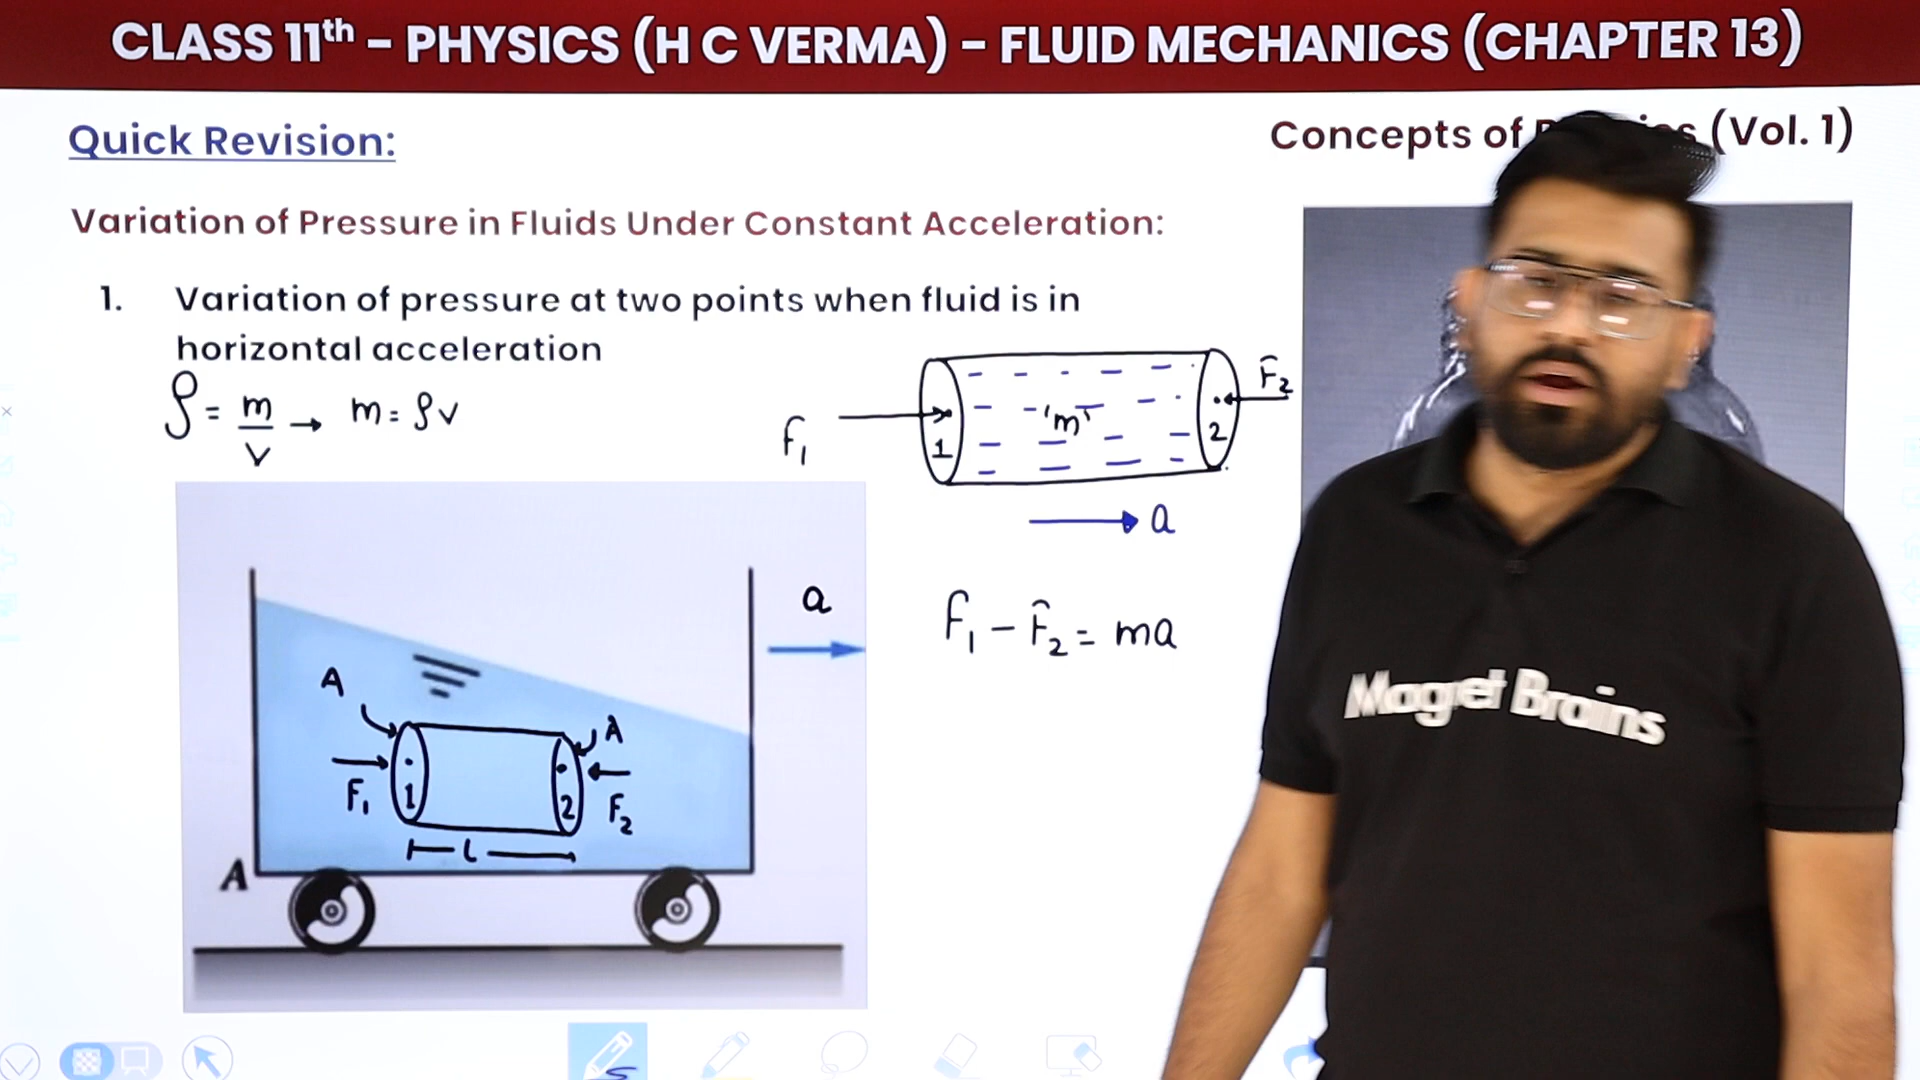 CLASS 11th - PHYSICS (H C VERMA) - FLUID MECHANICS (CHAPTER 13)
Quick Revision:
Concepts of (Vol. 1)
Variation of Pressure in Fluids Under Constant Acceleration:
1. Variation of pressure at two points when fluid is in
horizontal acceleration
ρ = m/v → m = ρv
F₁ 1 'm' 2 F₂
a
F₁ - F₂ = ma
a
A
A
F₁ 1 2 F₂
L
A
Magnet Brains